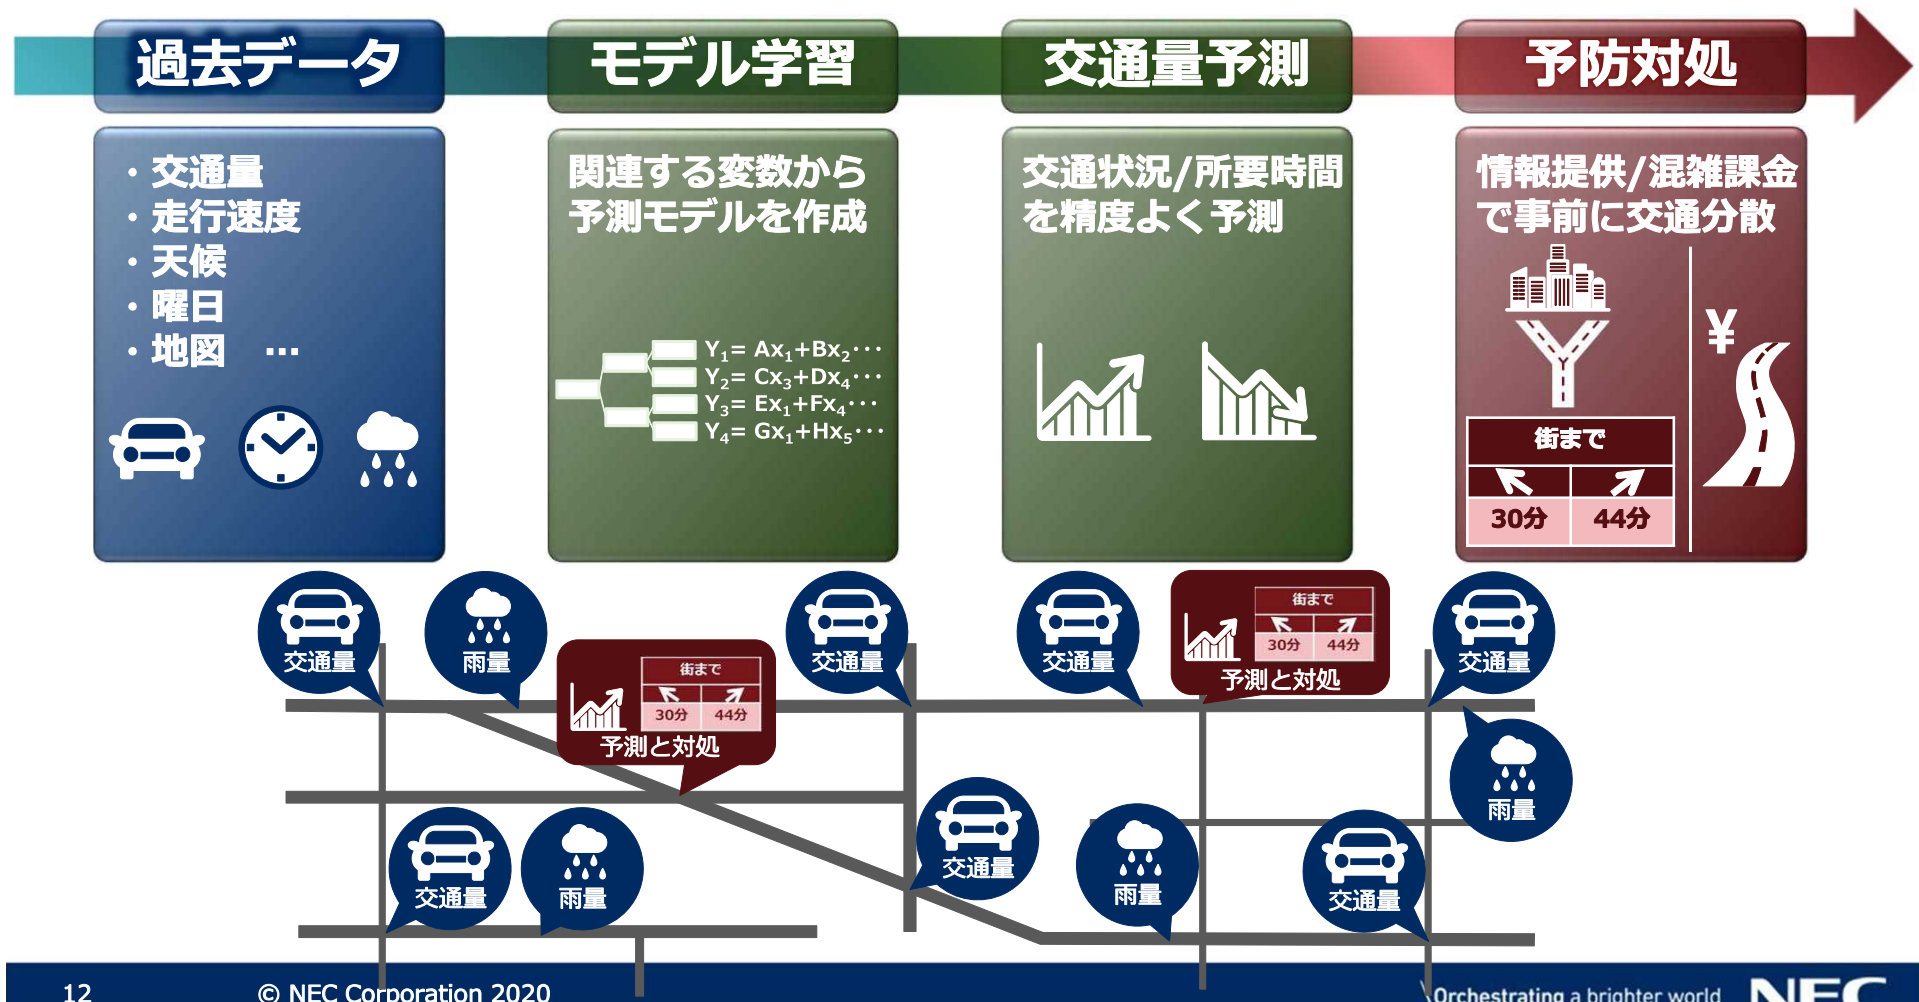 過去データ
モデル学習
交通量予測
予防対処
・交通量
・走行速度
・天候
・曜日
・地図 …
関連する変数から
予測モデルを作成
Y₁= Ax₁+Bx₂･･･
Y₂= Cx₃+Dx₄･･･
Y₃= Ex₁+Fx₄･･･
Y₄= Gx₁+Hx₅･･･
交通状況/所要時間
を精度よく予測
情報提供/混雑課金
で事前に交通分散
¥
街まで
30分 44分
交通量
雨量
街まで
30分 44分
予測と対処
交通量
交通量
街まで
30分 44分
予測と対処
交通量
雨量
交通量
雨量
交通量
雨量
交通量
12
© NEC Corporation 2020
\Orchestrating a brighter world
NEC